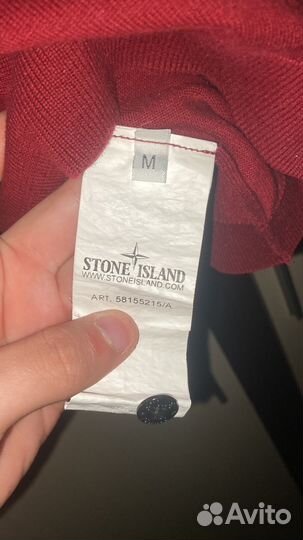 M
STONE ISLAND
WWW.STONEISLAND.COM
ART. 58155215/A
Avito